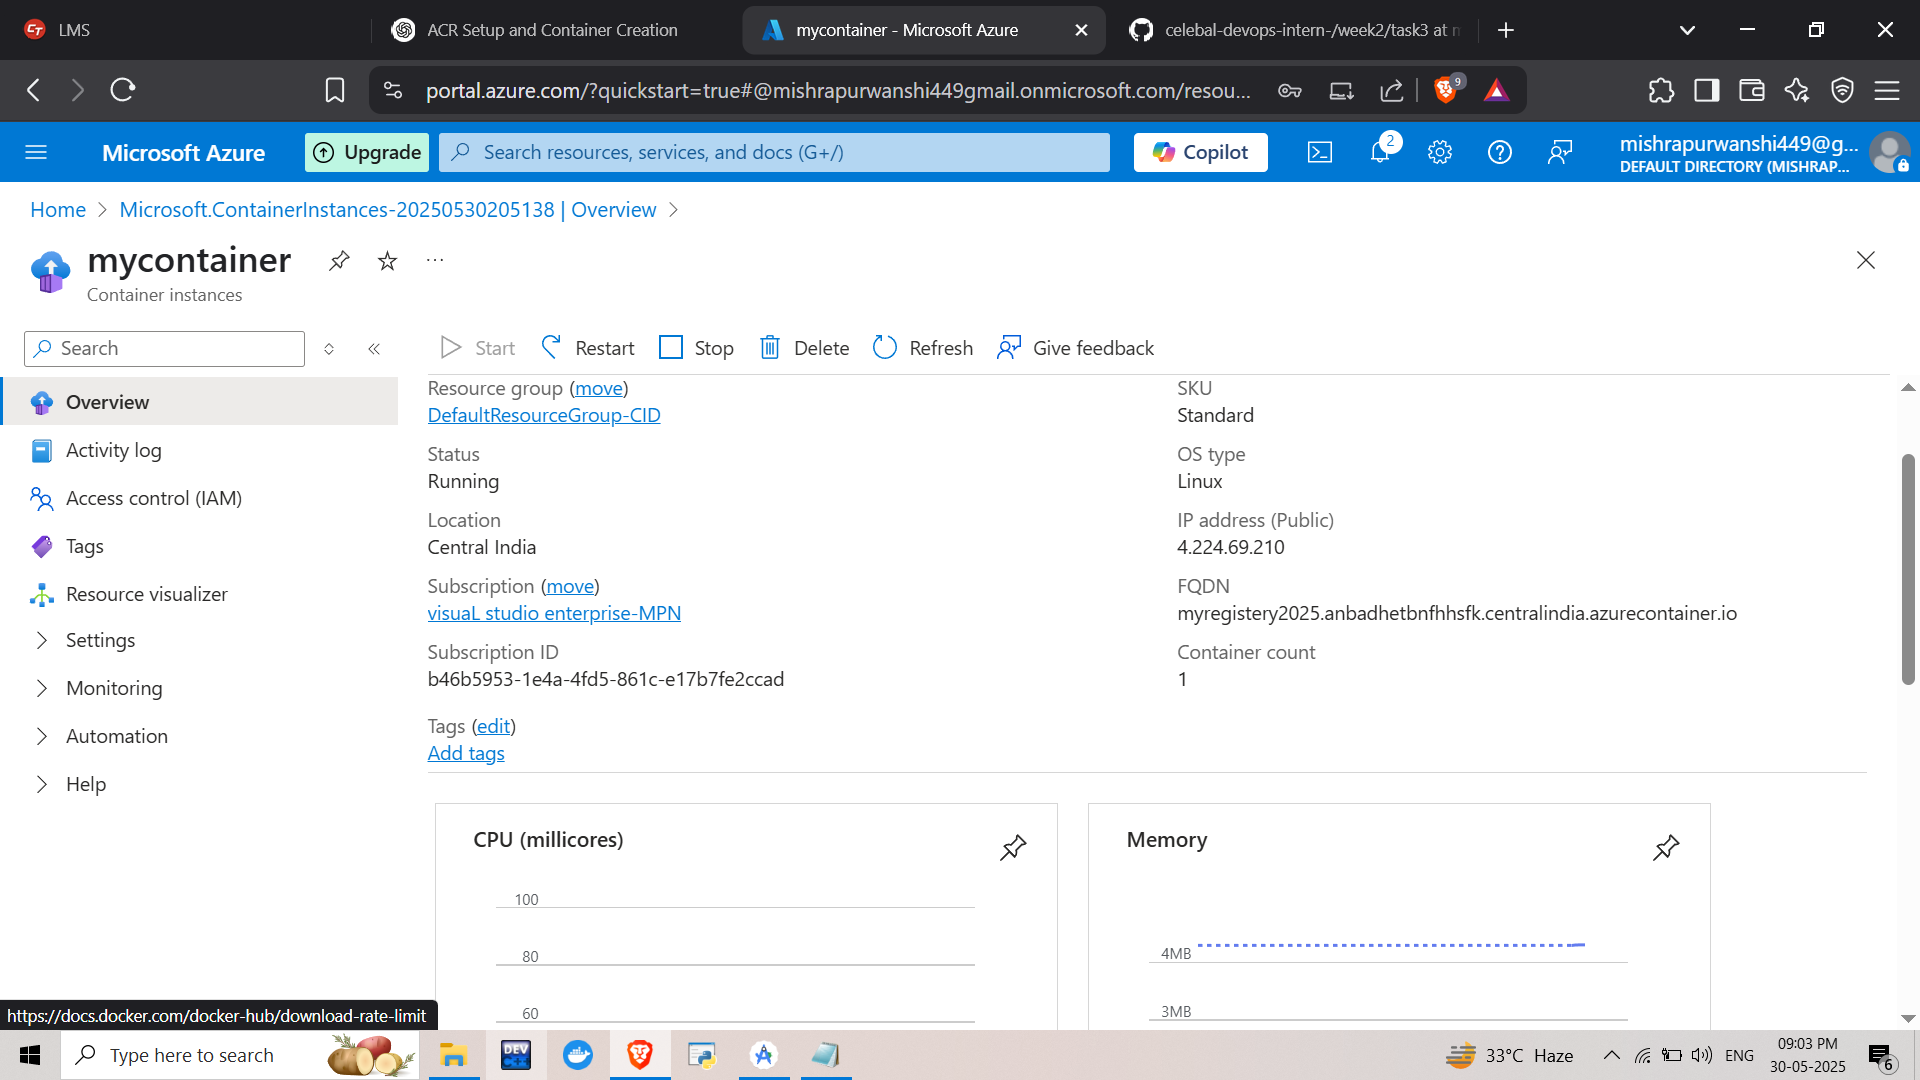 LMS
ACR Setup and Container Creation
mycontainer - Microsoft Azure
celebal-devops-intern-/week2/task3 at m
portal.azure.com/?quickstart=true#@mishrapurwanshi449gmail.onmicrosoft.com/resou...
9
Microsoft Azure
Upgrade
Search resources, services, and docs (G+/)
Copilot
2
mishrapurwanshi449@g...
DEFAULT DIRECTORY (MISHRAP...
Home > Microsoft.ContainerInstances-20250530205138 | Overview >
mycontainer
...
Container instances
Search
Start
Restart
Stop
Delete
Refresh
Give feedback
Overview
Activity log
Access control (IAM)
Tags
Resource visualizer
Settings
Monitoring
Automation
Help
Resource group (move)
DefaultResourceGroup-CID
Status
Running
Location
Central India
Subscription (move)
visuaL studio enterprise-MPN
Subscription ID
b46b5953-1e4a-4fd5-861c-e17b7fe2ccad
Tags (edit)
Add tags
SKU
Standard
OS type
Linux
IP address (Public)
4.224.69.210
FQDN
myregistery2025.anbadhetbnfhhsfk.centralindia.azurecontainer.io
Container count
1
CPU (millicores)
100
80
60
Memory
4MB
3MB
https://docs.docker.com/docker-hub/download-rate-limit
Type here to search
DEV
C++
33°C Haze
ENG
09:03 PM
30-05-2025
6